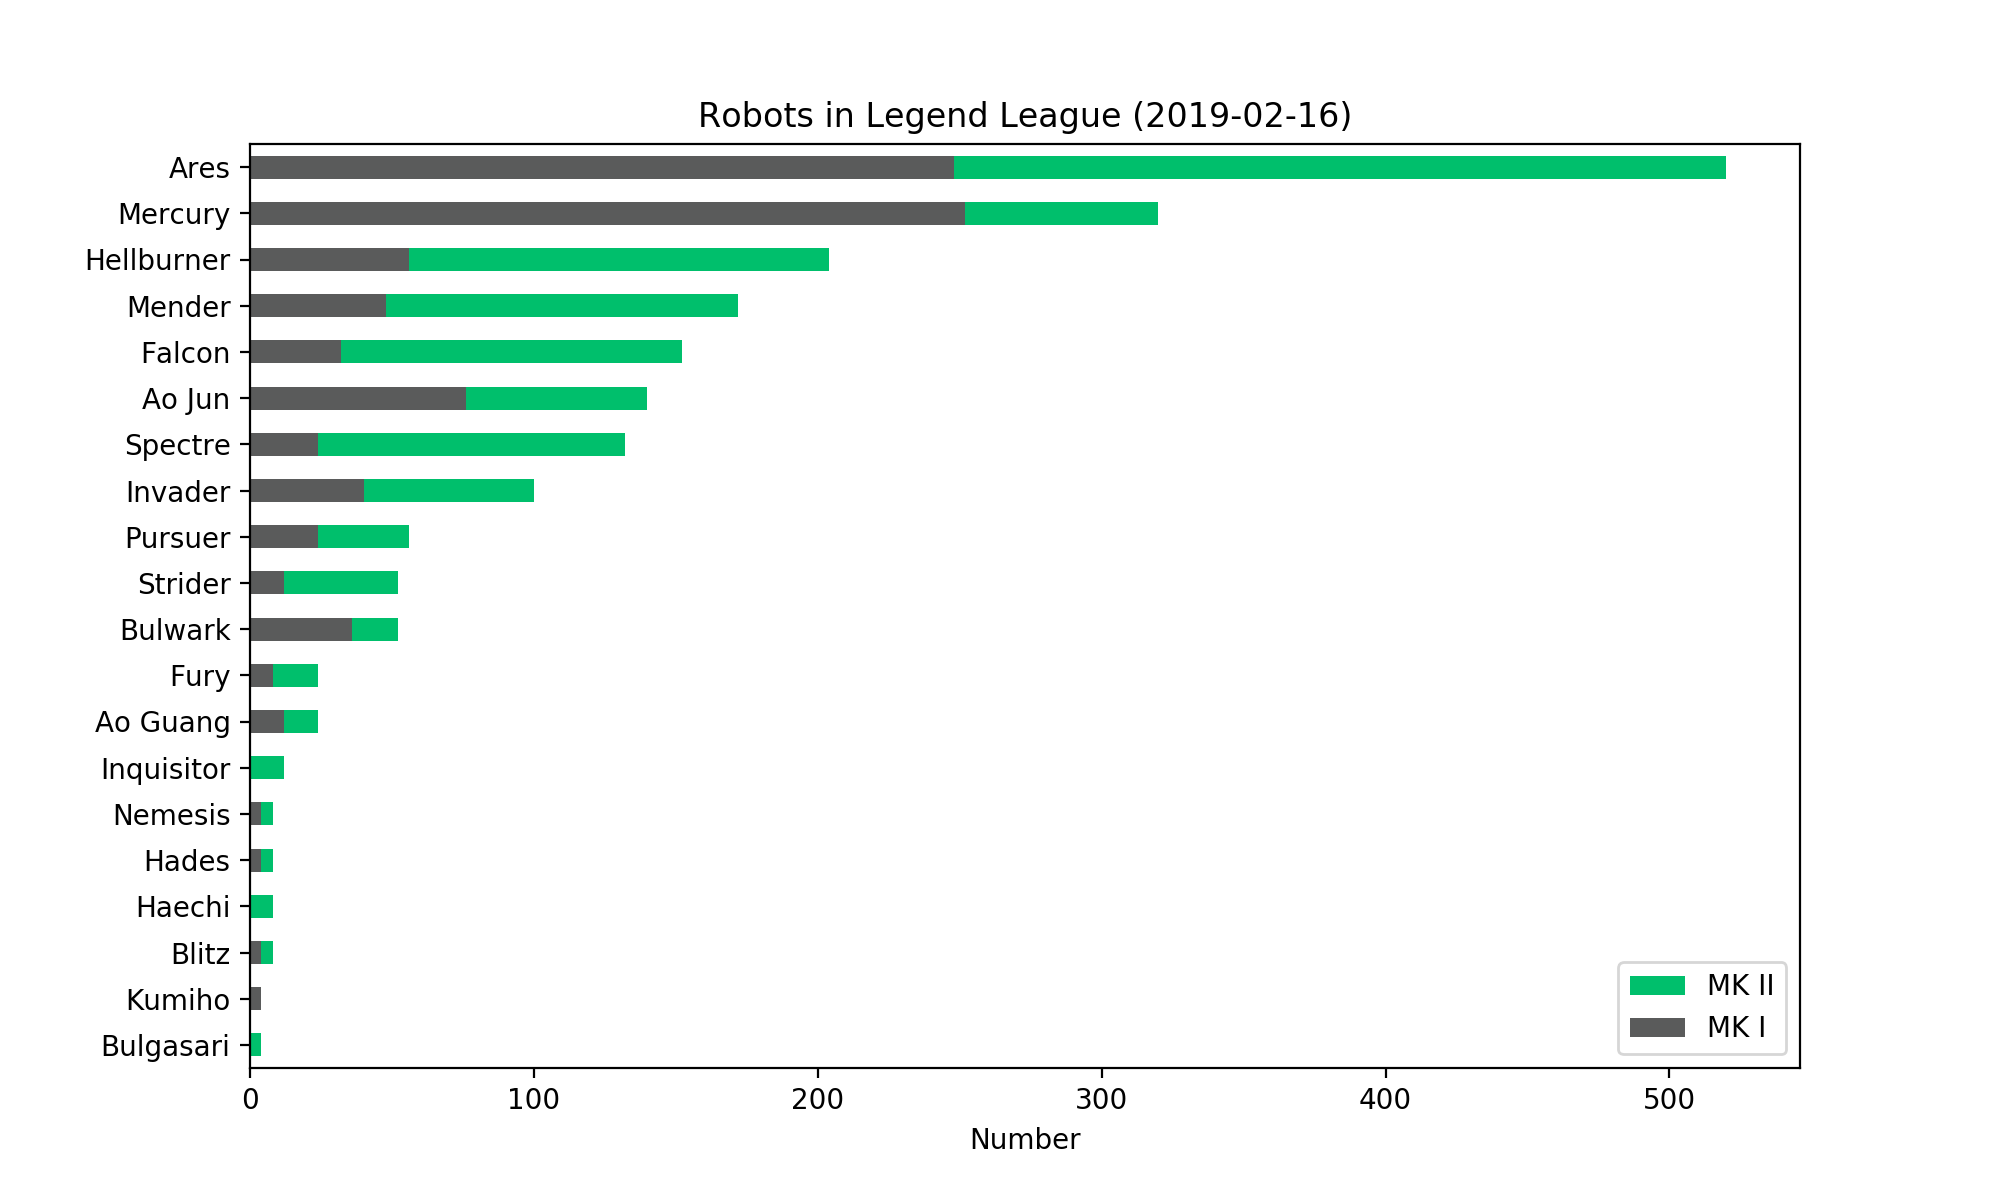 Robots in Legend League (2019-02-16)
Ares
Mercury
Hellburner
Mender
Falcon
Ao Jun
Spectre
Invader
Pursuer
Strider
Bulwark
Fury
Ao Guang
Inquisitor
Nemesis
Hades
Haechi
Blitz
Kumiho
Bulgasari
MK II
MK I
0 100 200 300 400 500
Number